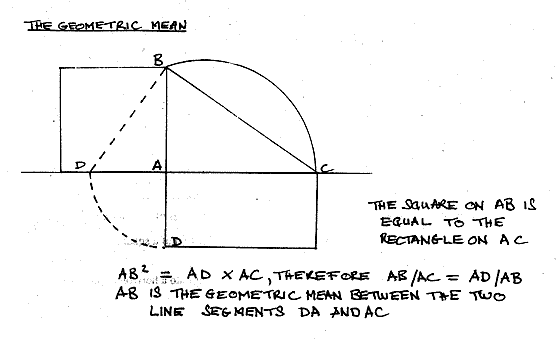 THE GEOMETRIC MEAN
B
D
A
C
D
THE SQUARE ON AB IS
EQUAL TO THE
RECTANGLE ON AC
AB² = AD X AC, THEREFORE AB/AC = AD/AB
AB IS THE GEOMETRIC MEAN BETWEEN THE TWO
LINE SEGMENTS DA AND AC